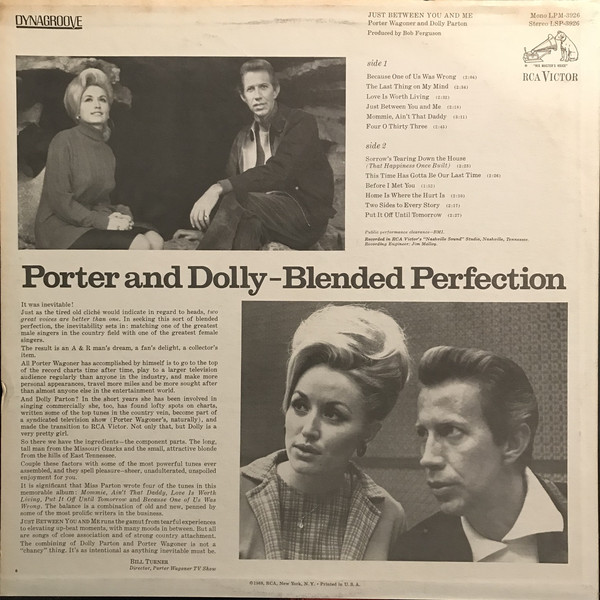 DYNAGROOVE
JUST BETWEEN YOU AND ME
Porter Wagoner and Dolly Parton
Produced by Bob Ferguson
Mono LPM-3926
Stereo LSP-3926
"HIS MASTER'S VOICE"
RCA VICTOR
side 1
Because One of Us Was Wrong
The Last Thing on My Mind
Love Is Worth Living
Just Between You and Me
Mommie, Ain't That Daddy
Four O Thirty Three
side 2
Sorrow's Tearing Down the House
(That Happiness Once Built)
This Time Has Gotta Be Our Last Time
Before I Met You
Home Is Where the Hurt Is
Two Sides to Every Story
Put It Off Until Tomorrow
Public performance clearance—BMI.
Recorded in RCA Victor's "Nashville Sound" Studio, Nashville, Tennessee.
Recording Engineer: Jim Malloy
Porter and Dolly-Blended Perfection
It was inevitable!
Just as the tired old cliché would indicate in regard to heads, two
great voices are better than one. In seeking this sort of blended
perfection, the inevitability sets in: matching one of the greatest
male singers in the country field with one of the greatest female
singers.
The result is an A & R man's dream, a fan's delight, a collector's
item.
All Porter Wagoner has accomplished by himself is to go to the top
of the record charts time after time, play to a larger television
audience regularly than anyone in the industry, and make more
personal appearances, travel more miles and be more sought after
than almost anyone else in the entertainment world.
And Dolly Parton? In the short years she has been involved in
singing commercially she, too, has found lofty spots on charts,
written some of the top tunes in the country vein, become part of
a syndicated television show (Porter Wagoner's, naturally), and
made the transition to RCA Victor. Not only that, but Dolly is a
very pretty girl.
So there we have the ingredients—the component parts. The long,
tall man from the Missouri Ozarks and the small, attractive blonde
from the hills of East Tennessee.
Couple these factors with some of the most powerful tunes ever
assembled, and they spell pleasure—sheer, unadulterated, unspoiled
enjoyment for you.
It is significant that Miss Parton wrote four of the tunes in this
memorable album: Mommie, Ain't That Daddy, Love Is Worth
Living, Put It Off Until Tomorrow and Because One of Us Was
Wrong. The balance is a combination of old and new, penned by
some of the most prolific writers in the business.
JUST BETWEEN YOU AND ME runs the gamut from tearful experiences
to elevating up-beat moments, with many moods in between. But all
are songs of close association and of strong country attachment.
The combining of Dolly Parton and Porter Wagoner is not a
"chancy" thing. It's as intentional as anything inevitable must be.
BILL TURNER
Director, Porter Wagoner TV Show
©1968, RCA, New York, N. Y. • Printed in U. S. A.